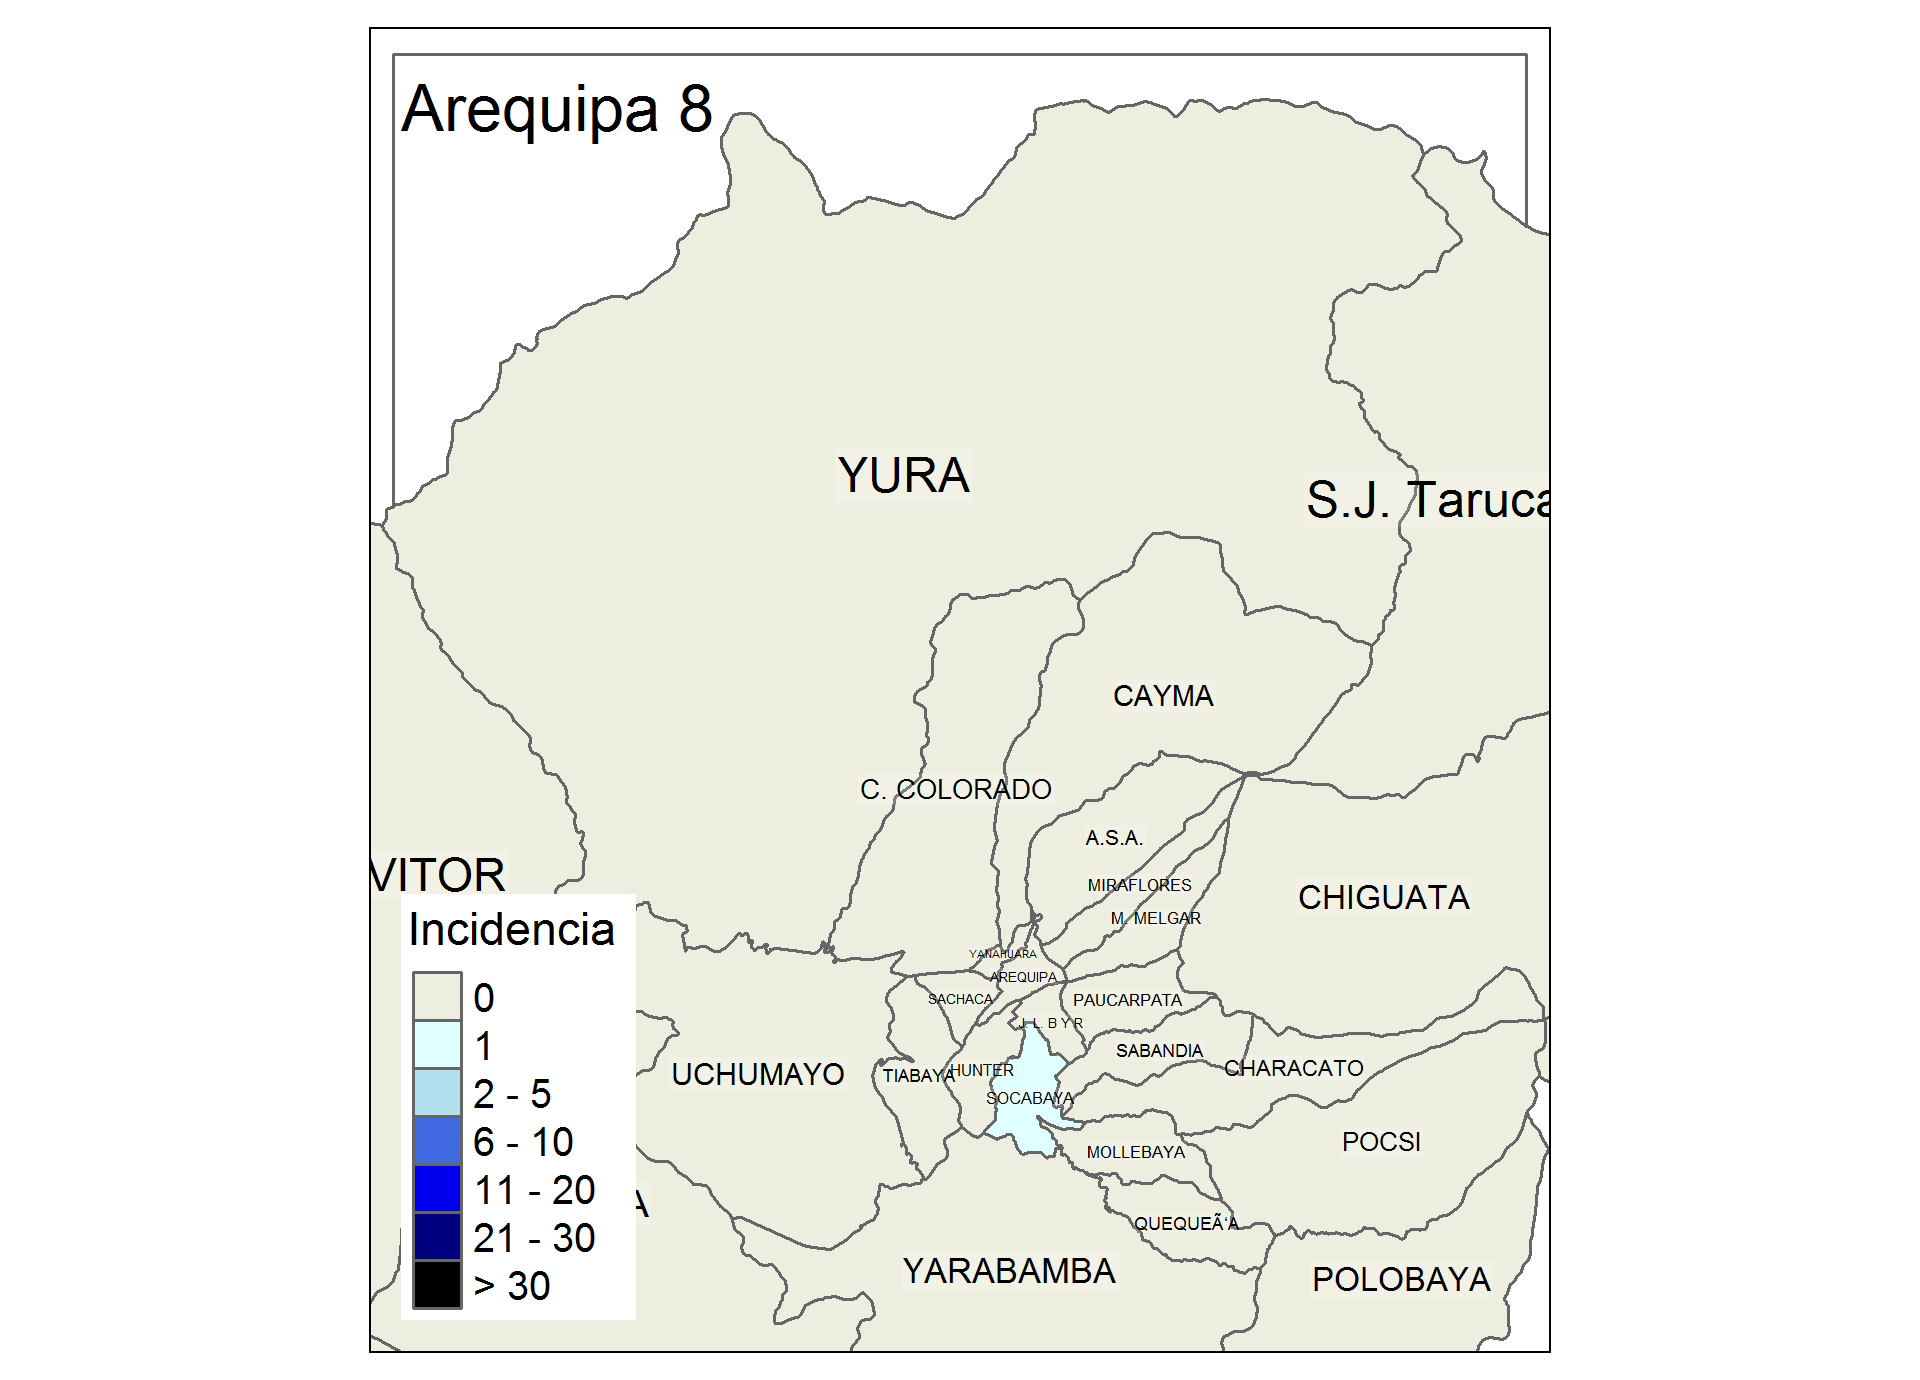 Arequipa 8
YURA
S.J. Taruca
CAYMA
C. COLORADO
A.S.A.
VITOR
MIRAFLORES
CHIGUATA
M. MELGAR
YANAHUARA
AREQUIPA
SACHACA
PAUCARPATA
J. L. B Y R
SABANDIA
CHARACATO
UCHUMAYO
TIABAYA
HUNTER
SOCABAYA
POCSI
MOLLEBAYA
A
QUEQUEÃ‘A
YARABAMBA
POLOBAYA
Incidencia
0
1
2 - 5
6 - 10
11 - 20
21 - 30
> 30